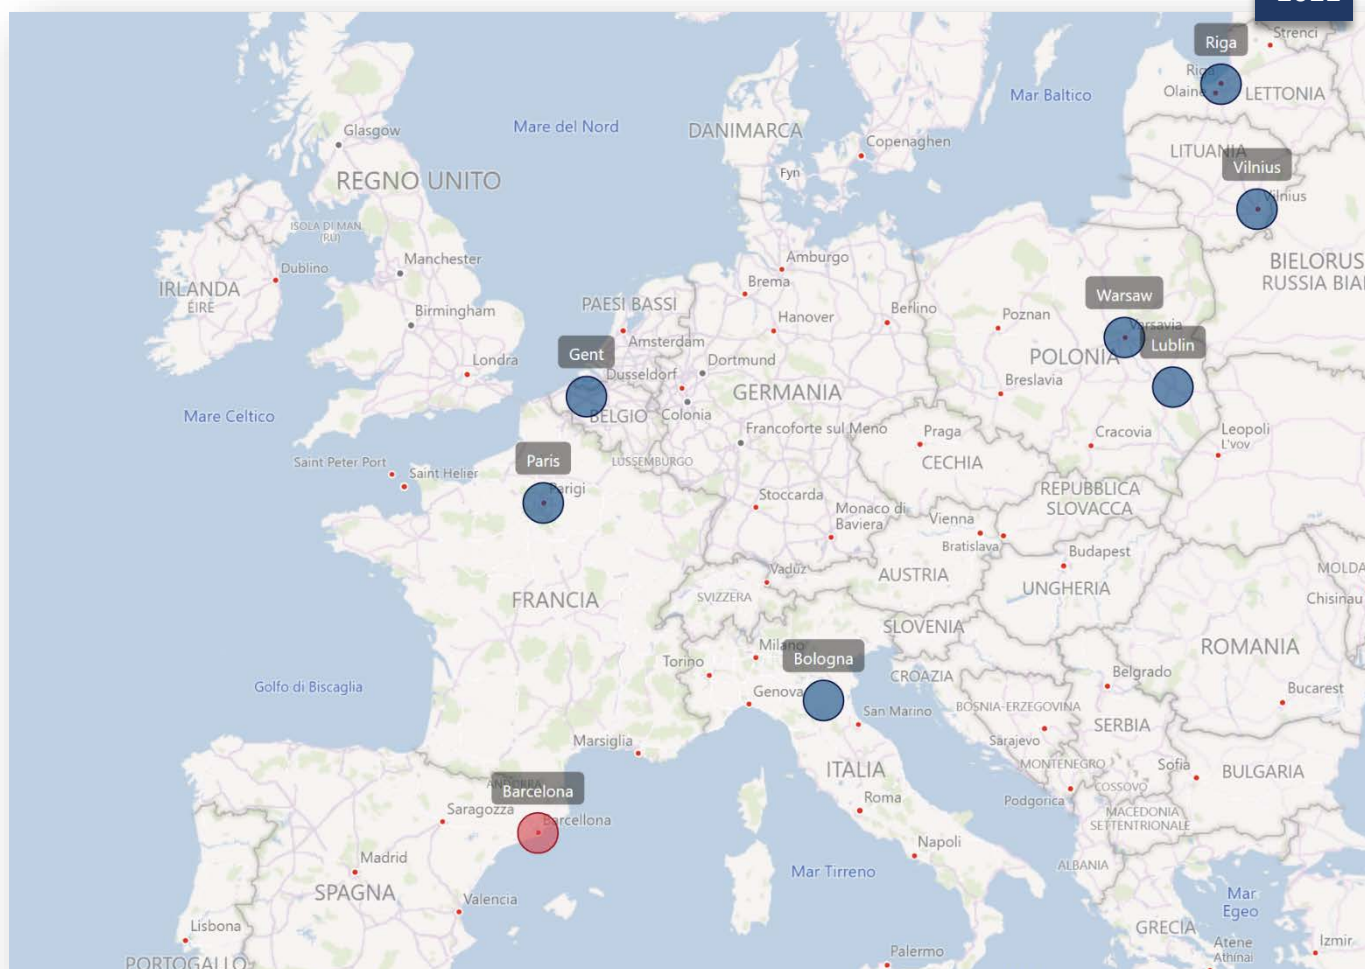 Riga
Strenci
Riga
Olaine
LETTONIA
Mar Baltico
Mare del Nord
DANIMARCA
Glasgow
Copenaghen
LITUANIA
Fyn
Vilnius
Vilnius
REGNO UNITO
ISOLA DI MAN
(RU)
Manchester
Amburgo
Dublino
IRLANDA
ÉIRE
Brema
BIELORUS
RUSSIA BIA
PAESI BASSI
Warsaw
Birmingham
Hanover
Berlino
Poznan
Varsavia
Amsterdam
Lublin
Gent
Londra
Dortmund
POLONIA
Dusseldorf
GERMANIA
Breslavia
Mare Celtico
BELGIO
Colonia
Francoforte sul Meno
Praga
Cracovia
Leopoli
L'vov
Saint Peter Port
Saint Helier
Paris
LUSSEMBURGO
CECHIA
Parigi
Stoccarda
REPUBBLICA
SLOVACCA
Monaco di
Baviera
Vienna
Bratislava
Budapest
Vaduz
AUSTRIA
UNGHERIA
MOLDA
SVIZZERA
FRANCIA
Chisinau
SLOVENIA
Milano
Bologna
ROMANIA
Torino
CROAZIA
Belgrado
Golfo di Biscaglia
Genova
Bucarest
San Marino
BOSNIA-ERZEGOVINA
SERBIA
Marsiglia
Sarajevo
MONTENEGRO
Sofia
ITALIA
BULGARIA
ANDORRA
Barcelona
COSSOVO
Roma
Podgorica
Saragozza
Barcellona
MACEDONIA
SETTENTRIONALE
Napoli
Madrid
ALBANIA
Mar Tirreno
SPAGNA
Valencia
Mar
Egeo
Lisbona
GRECIA
Atene
Athínai
Izmir
Palermo
PORTOGALLO